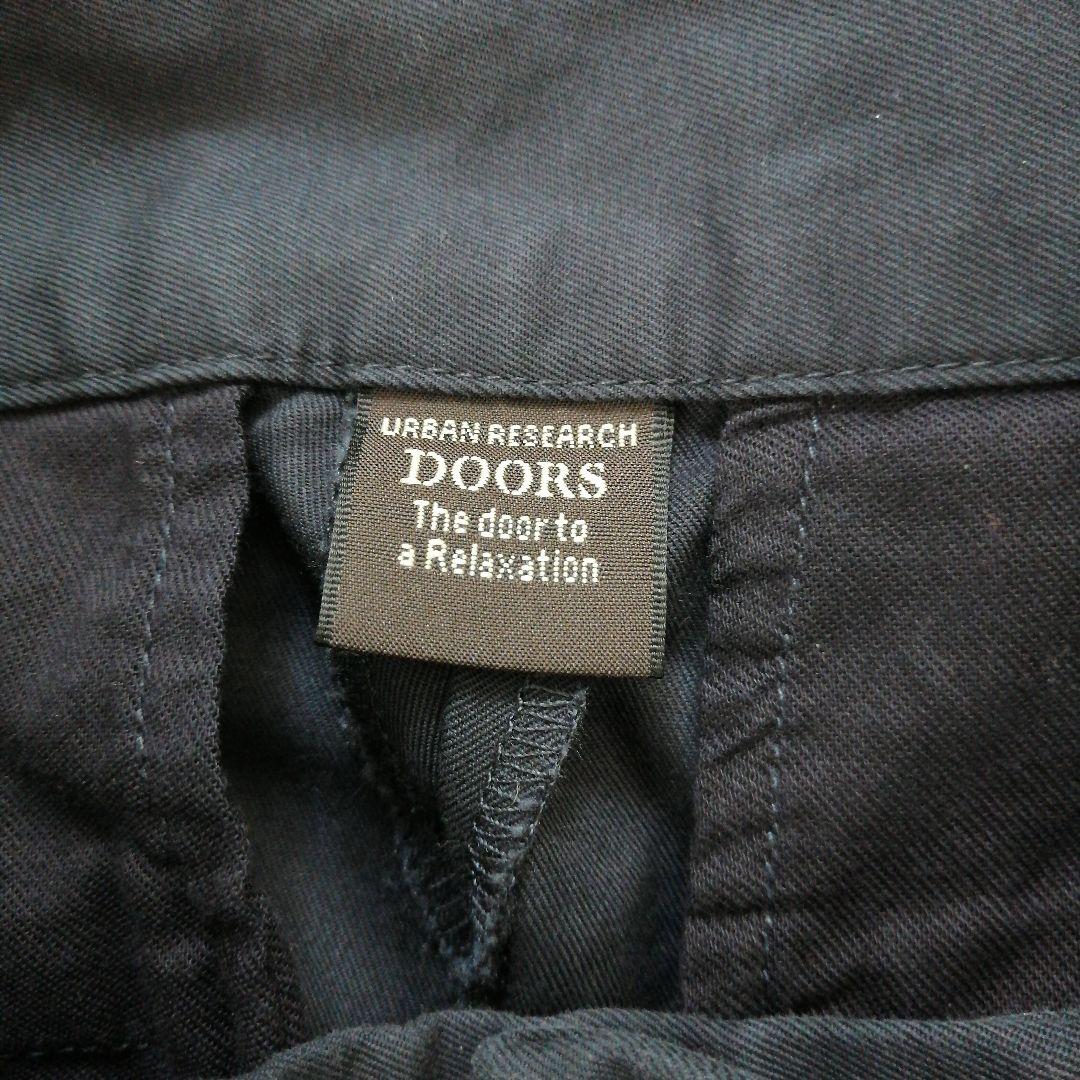 URBAN RESEARCH
DOORS
The door to
a Relaxation